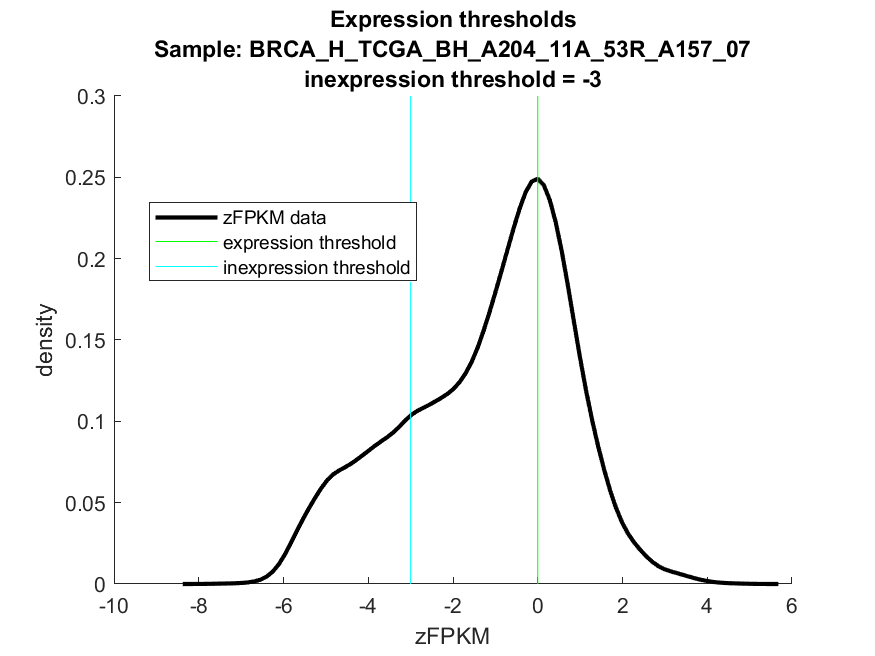 Expression thresholds
Sample: BRCA_H_TCGA_BH_A204_11A_53R_A157_07
inexpression threshold = -3
0.3
0.25
0.2
0.15
0.1
0.05
0
density
zFPKM data
expression threshold
inexpression threshold
-10 -8 -6 -4 -2 0 2 4 6
zFPKM